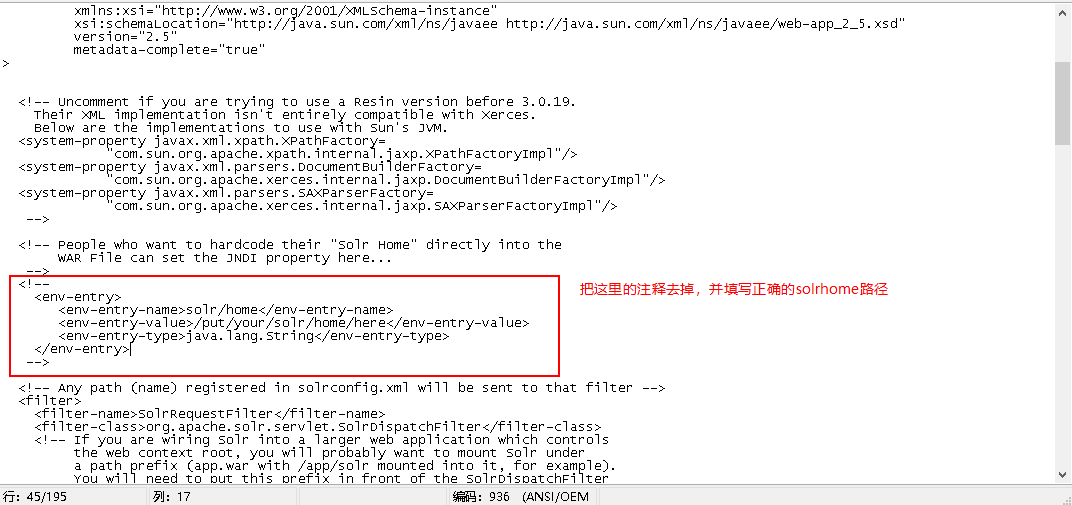 xmlns:xsi="http://www.w3.org/2001/XMLSchema-instance"
xsi:schemaLocation="http://java.sun.com/xml/ns/javaee http://java.sun.com/xml/ns/javaee/web-app_2_5.xsd"
version="2.5"
metadata-complete="true"
>
<!-- Uncomment if you are trying to use a Resin version before 3.0.19.
Their XML implementation isn't entirely compatible with Xerces.
Below are the implementations to use with Sun's JVM.
<system-property javax.xml.xpath.XPathFactory=
"com.sun.org.apache.xpath.internal.jaxp.XPathFactoryImpl"/>
<system-property javax.xml.parsers.DocumentBuilderFactory=
"com.sun.org.apache.xerces.internal.jaxp.DocumentBuilderFactoryImpl"/>
<system-property javax.xml.parsers.SAXParserFactory=
"com.sun.org.apache.xerces.internal.jaxp.SAXParserFactoryImpl"/>
-->
<!-- People who want to hardcode their "Solr Home" directly into the
WAR File can set the JNDI property here...
-->
<!--
<env-entry>
<env-entry-name>solr/home</env-entry-name>
<env-entry-value>/put/your/solr/home/here</env-entry-value>
<env-entry-type>java.lang.String</env-entry-type>
</env-entry>
-->
把这里的注释去掉，并填写正确的solrhome路径
<!-- Any path (name) registered in solrconfig.xml will be sent to that filter -->
<filter>
<filter-name>SolrRequestFilter</filter-name>
<filter-class>org.apache.solr.servlet.SolrDispatchFilter</filter-class>
<!-- If you are wiring Solr into a larger web application which controls
the web context root, you will probably want to mount Solr under
a path prefix (app.war with /app/solr mounted into it, for example).
You will need to put this prefix in front of the SolrDispatchFilter
行：45/195 列：17 编码：936 (ANSI/OEM